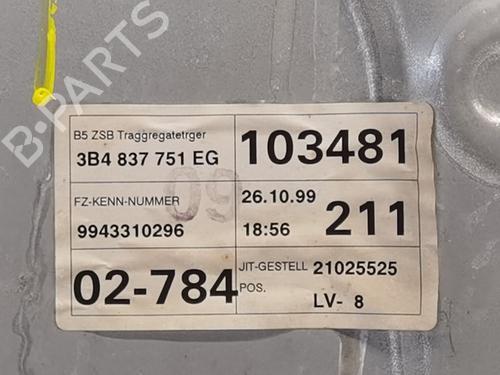 B5 ZSB Traggregatetrger
3B4 837 751 EG
103481
FZ-KENN-NUMMER
9943310296
26.10.99
18:56
211
09
02-784
JIT-GESTELL 21025525
POS. LV- 8
B-PARTS